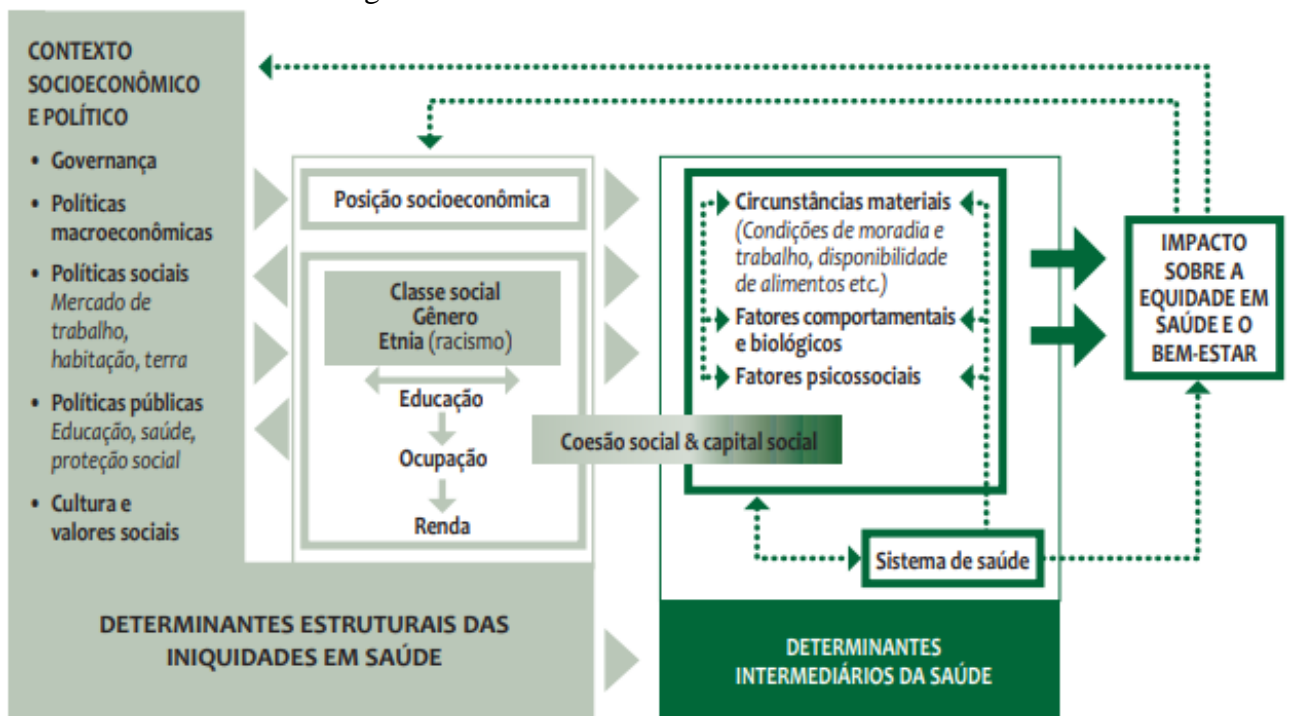 CONTEXTO
SOCIOECONÔMICO
E POLÍTICO
• Governança
• Políticas
macroeconômicas
• Políticas sociais
Mercado de
trabalho,
habitação, terra
• Políticas públicas
Educação, saúde,
proteção social
• Cultura e
valores sociais
Posição socioeconômica
Classe social
Gênero
Etnia (racismo)
Educação
Ocupação
Renda
Coesão social & capital social
Circunstâncias materiais
(Condições de moradia e
trabalho, disponibilidade
de alimentos etc.)
Fatores comportamentais
e biológicos
Fatores psicossociais
Sistema de saúde
IMPACTO
SOBRE A
EQUIDADE EM
SAÚDE E O
BEM-ESTAR
DETERMINANTES ESTRUTURAIS DAS
INIQUIDADES EM SAÚDE
DETERMINANTES
INTERMEDIÁRIOS DA SAÚDE